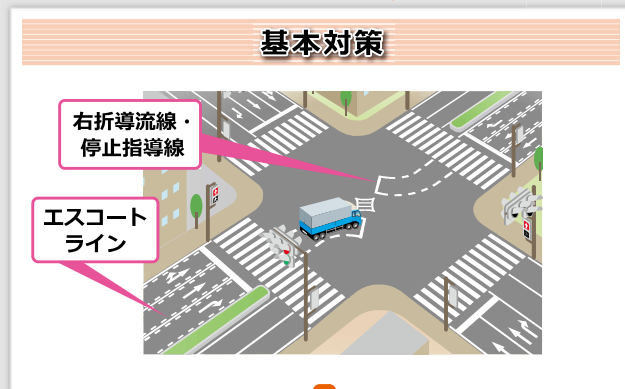 基本対策
右折導流線・
停止指導線
エスコート
ライン